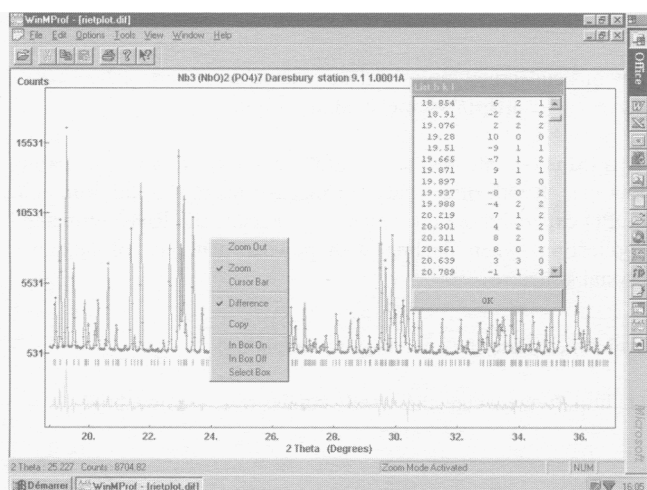 WinMProf - [rietplot.dif]
File Edit Options Tools View Window Help
Nb3 (NbO)2 (PO4)7 Daresbury station 9.1 1.0001A
Counts
15531
10531
5531
531
20. 22. 24. 26. 28. 30. 32. 34. 36.
2 Theta (Degrees)
Zoom Out
Zoom
Cursor Bar
Difference
Copy
In Box On
In Box Off
Select Box
List h k l
18.854 6 2 1
18.91 -2 2 2
19.076 2 2 2
19.28 10 0 0
19.51 -9 1 1
19.665 -7 1 2
19.871 9 1 1
19.897 1 3 0
19.937 -8 0 2
19.988 -4 2 2
20.219 7 1 2
20.301 4 2 2
20.311 8 2 0
20.561 8 0 2
20.639 3 3 0
20.789 -1 1 3
OK
2 Theta : 25.227 Counts : 8704.82
Zoom Mode Activated
NUM
Démarrer
WinMProf - [rietplot.dif]
16:05
Office
Microsoft